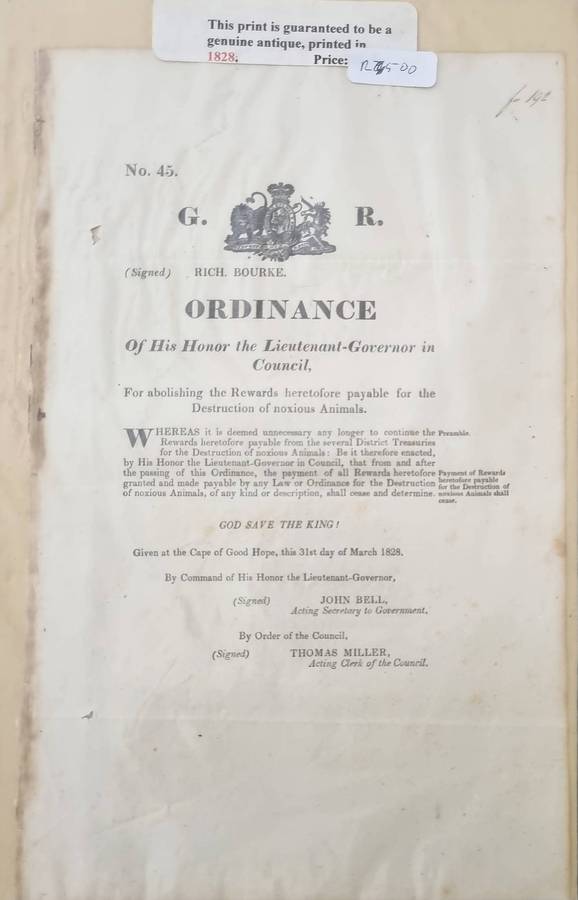 This print is guaranteed to be a
genuine antique, printed in
1828. Price:
No. 45.
G. R.
(Signed) RICH. BOURKE.
ORDINANCE
Of His Honor the Lieutenant-Governor in
Council,
For abolishing the Rewards heretofore payable for the
Destruction of noxious Animals.
WHEREAS it is deemed unnecessary any longer to continue the
Rewards heretofore payable from the several District Treasuries
for the Destruction of noxious Animals: Be it therefore enacted,
by His Honor the Lieutenant-Governor in Council, that from and after
the passing of this Ordinance, the payment of all Rewards heretofore
granted and made payable by any Law or Ordinance for the Destruction
of noxious Animals, of any kind or description, shall cease and determine.
Preamble.
Payment of Rewards
heretofore payable
for the Destruction of
noxious Animals shall
cease.
GOD SAVE THE KING!
Given at the Cape of Good Hope, this 31st day of March 1828.
By Command of His Honor the Lieutenant-Governor,
(Signed) JOHN BELL,
Acting Secretary to Government.
By Order of the Council,
(Signed) THOMAS MILLER,
Acting Clerk of the Council.